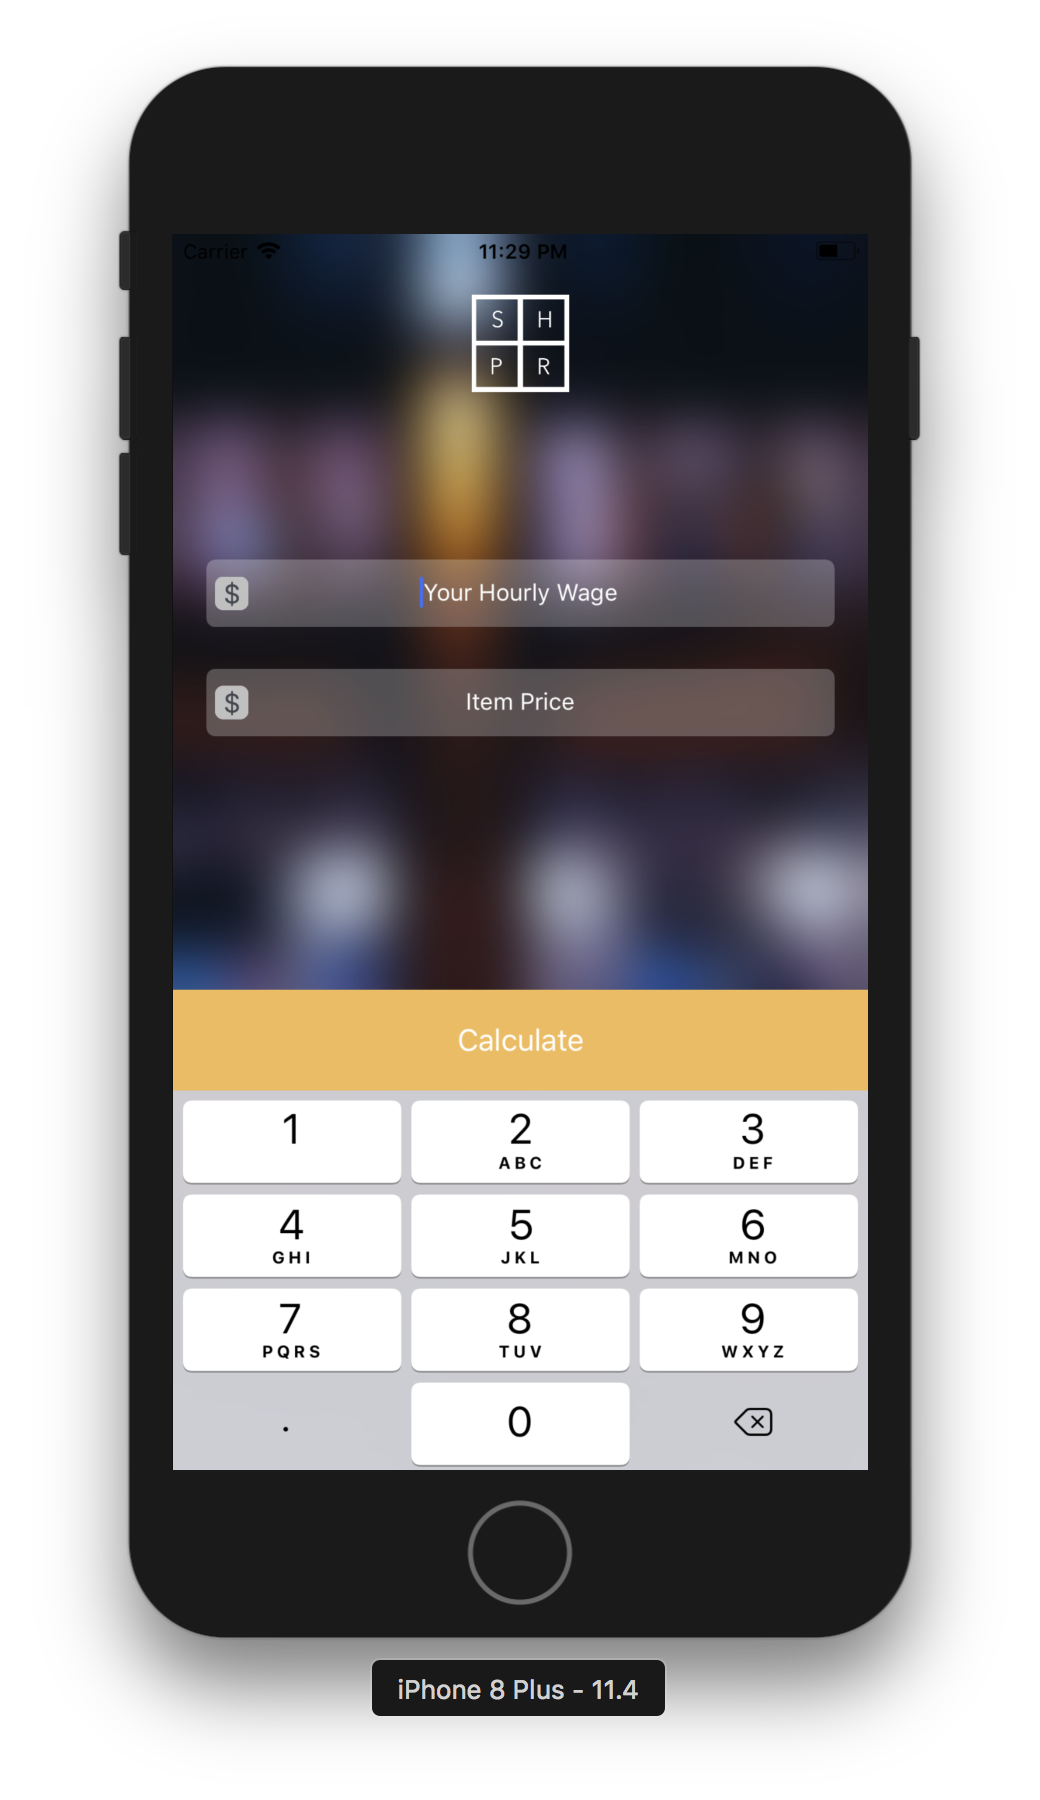 Carrier 11:29 PM
S H
P R
$ Your Hourly Wage
$ Item Price
Calculate
1 2 3
ABC DEF
4 5 6
GHI JKL MNO
7 8 9
PQRS TUV WXYZ
. 0
iPhone 8 Plus - 11.4